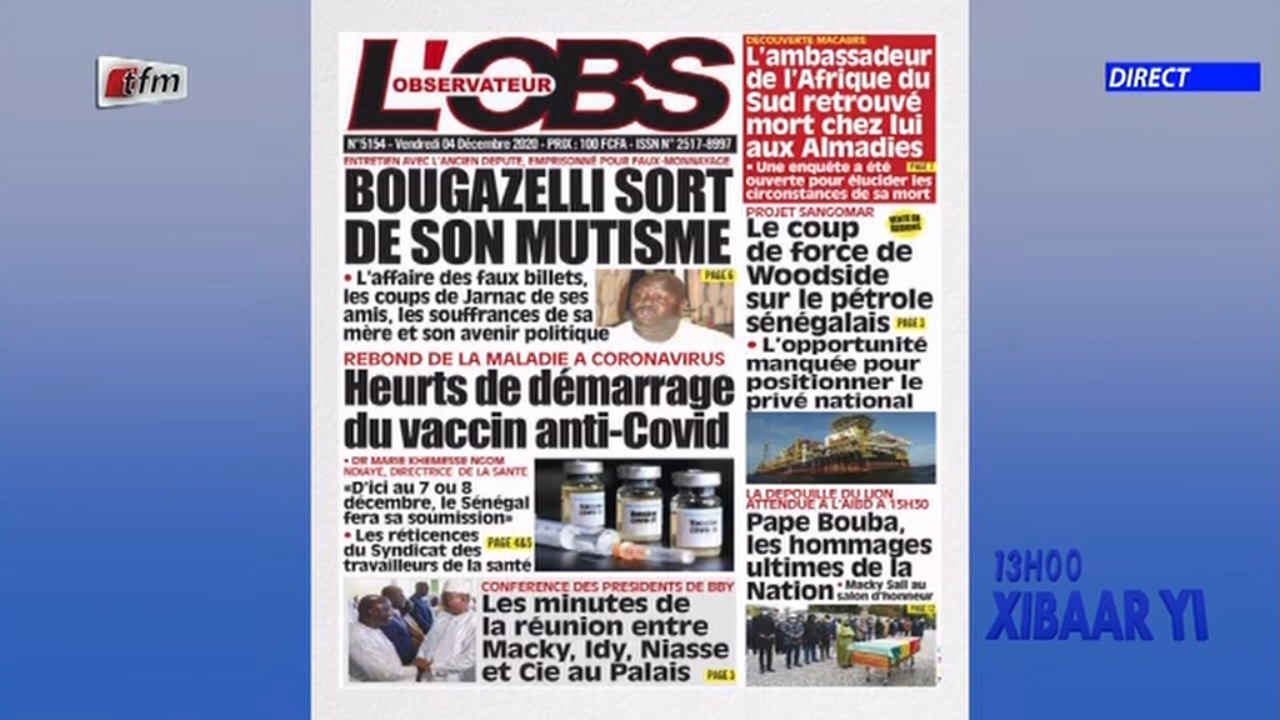 tfm
DIRECT
L'OBS
OBSERVATEUR
N°5154 - Vendredi 04 Décembre 2020 - PRIX : 100 FCFA - ISSN N° 2517-8997
ENTRETIEN AVEC L'ANCIEN DEPUTE, EMPRISONNÉ POUR FAUX-MONNAYAGE
BOUGAZELLI SORT
DE SON MUTISME
• L'affaire des faux billets,
les coups de Jarnac de ses
amis, les souffrances de sa
mère et son avenir politique
PAGE 6
REBOND DE LA MALADIE A CORONAVIRUS
Heurts de démarrage
du vaccin anti-Covid
• DR MARIE KHEMESSE NGOM
NDIAYE, DIRECTRICE DE LA SANTE
«D'ici au 7 ou 8
décembre, le Sénégal
fera sa soumission»
• Les réticences
du Syndicat des
travailleurs de la santé
PAGE 4&5
CONFERENCE DES PRESIDENTS DE BBY
Les minutes de
la réunion entre
Macky, Idy, Niasse
et Cie au Palais
PAGE 3
DECOUVERTE MACABRE
L'ambassadeur
de l'Afrique du
Sud retrouvé
mort chez lui
aux Almadies
• Une enquête a été
ouverte pour élucider les
circonstances de sa mort
PAGE 7
PROJET SANGOMAR
Le coup
de force de
Woodside
sur le pétrole
sénégalais
PAGE 3
• L'opportunité
manquée pour
positionner le
privé national
LA DEPOUILLE DU LION
ATTENDUE A L'AIBD A 15H30
Pape Bouba,
les hommages
ultimes de la
Nation
• Macky Sall au
salon d'honneur
PAGE 12
13H00
XIBAAR YI